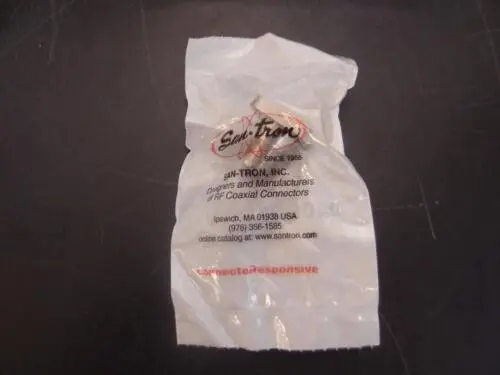 San-tron
SINCE 1955
SAN-TRON, INC.
Designers and Manufacturers
of RF Coaxial Connectors
Ipswich, MA 01938 USA
(978) 356-1585
online catalog at: www.santron.com
connectoResponsive